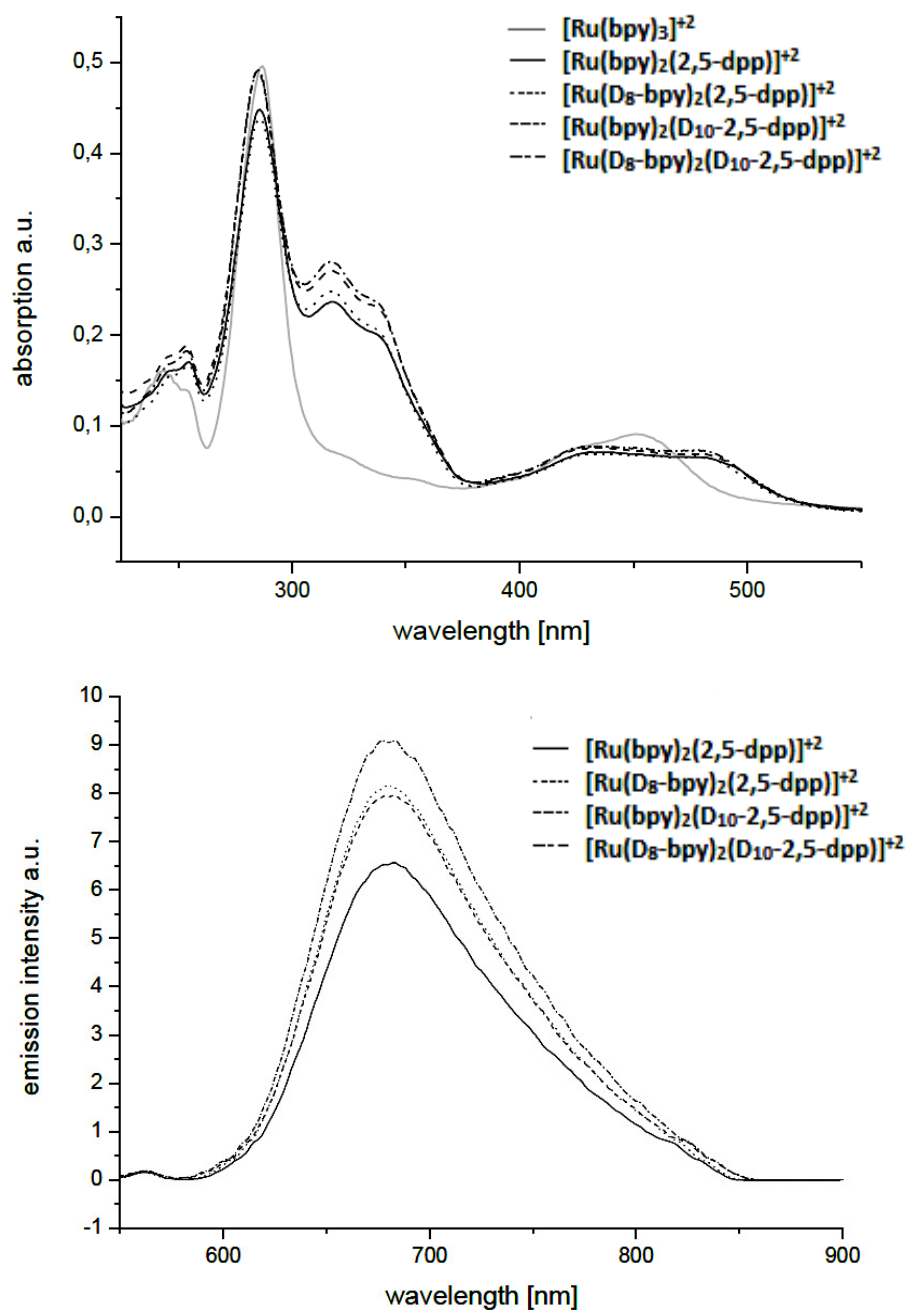 [Ru(bpy)₃]⁺²
[Ru(bpy)₂(2,5-dpp)]⁺²
[Ru(D₈-bpy)₂(2,5-dpp)]⁺²
[Ru(bpy)₂(D₁₀-2,5-dpp)]⁺²
[Ru(D₈-bpy)₂(D₁₀-2,5-dpp)]⁺²
0,5
0,4
0,3
0,2
0,1
0,0
absorption a.u.
300 400 500
wavelength [nm]
[Ru(bpy)₂(2,5-dpp)]⁺²
[Ru(D₈-bpy)₂(2,5-dpp)]⁺²
[Ru(bpy)₂(D₁₀-2,5-dpp)]⁺²
[Ru(D₈-bpy)₂(D₁₀-2,5-dpp)]⁺²
10
9
8
7
6
5
4
3
2
1
0
-1
emission intensity a.u.
600 700 800 900
wavelength [nm]